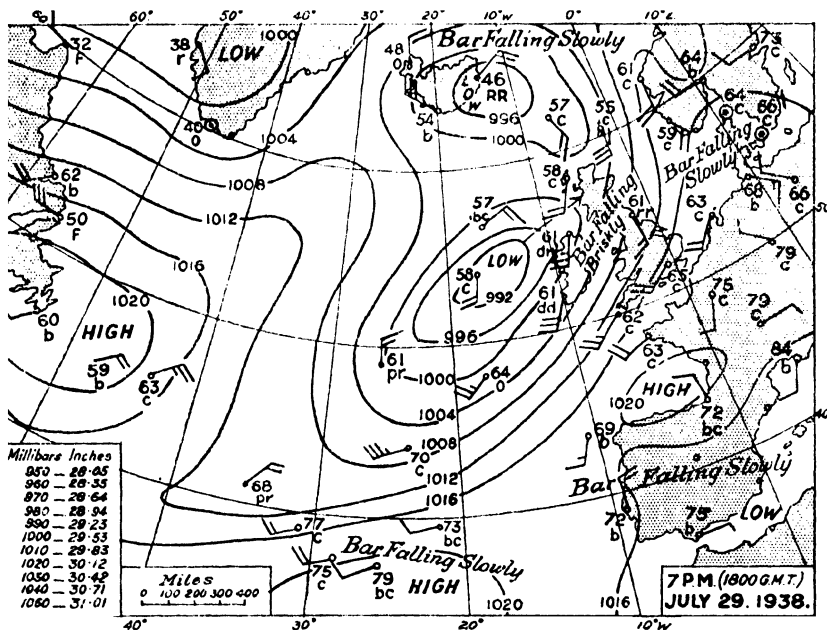 50° 40° 30° 20° 10°W 0° 10°E
32
F
38
r
LOW
1000
48
O
Bar Falling Slowly
46
RR
LOW
996
1000
54
b
57
c
55
c
61
c
64
c
73
c
64
c
66
c
59
c
Bar Falling
Slowly
40
O
1004
1008
1012
1016
1020
62
b
50
F
58
c
57
bc
Bar Falling
Briskly
61
rr
63
c
68
b
66
c
50
79
c
LOW
58
c
992
996
61
dd
62
c
65
c
75
c
79
c
84
b
60
b
HIGH
59
b
63
c
61
pr
64
O
1000
1004
1008
1012
1016
63
c
HIGH
1020
72
bc
40°
69
b
70
c
68
pr
77
c
73
bc
Bar Falling Slowly
72
b
75
b
LOW
Bar Falling Slowly
75
c
79
bc
HIGH
1020
1016
Millibars Inches
950 — 28·05
960 — 28·35
970 — 28·64
980 — 28·94
990 — 29·23
1000 — 29·53
1010 — 29·83
1020 — 30·12
1030 — 30·42
1040 — 30·71
1050 — 31·01
Miles
0 100 200 300 400
7 P.M. (1800 G.M.T.)
JULY 29. 1938.
40° 30° 20° 10°W 0°